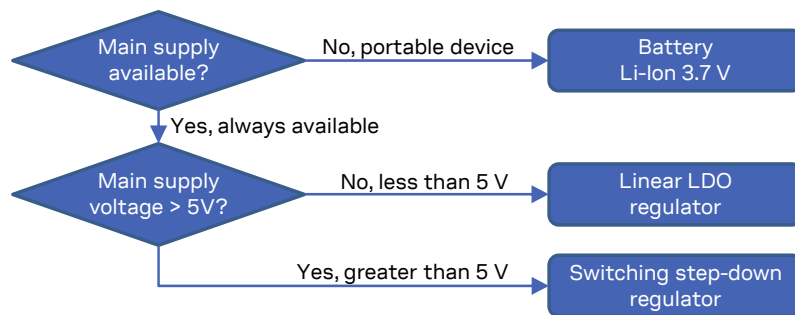 Main supply
available?
No, portable device
Battery
Li-Ion 3.7 V
Yes, always available
Main supply
voltage > 5V?
No, less than 5 V
Linear LDO
regulator
Yes, greater than 5 V
Switching step-down
regulator